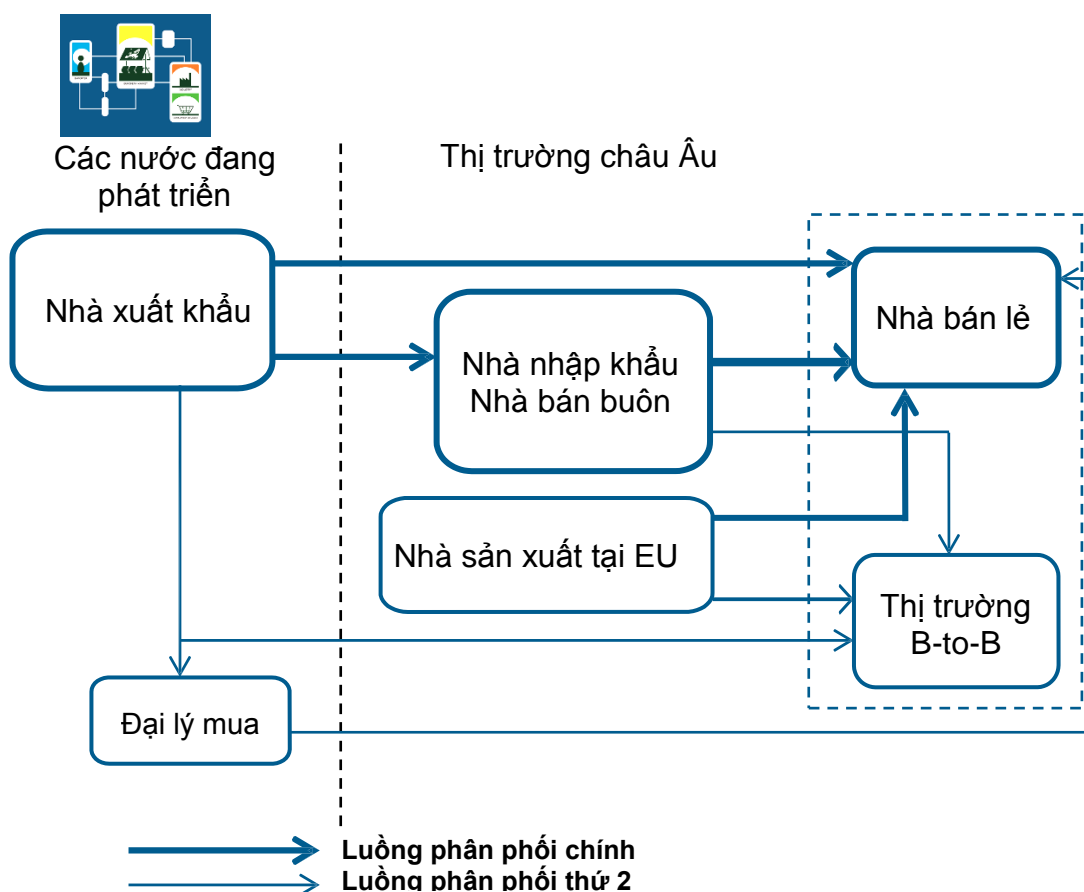 Các nước đang
phát triển
Thị trường châu Âu
Nhà xuất khẩu
Nhà bán lẻ
Nhà nhập khẩu
Nhà bán buôn
Nhà sản xuất tại EU
Thị trường
B-to-B
Đại lý mua
Luồng phân phối chính
Luồng phân phối thứ 2